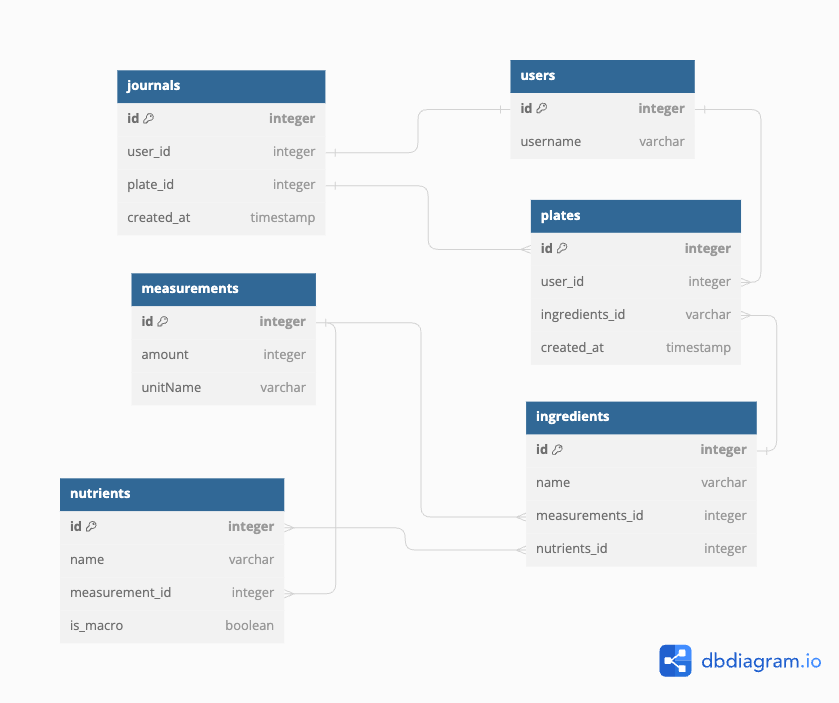 journals
id integer
user_id integer
plate_id integer
created_at timestamp
users
id integer
username varchar
plates
id integer
user_id integer
ingredients_id varchar
created_at timestamp
measurements
id integer
amount integer
unitName varchar
ingredients
id integer
name varchar
measurements_id integer
nutrients_id integer
nutrients
id integer
name varchar
measurement_id integer
is_macro boolean
dbdiagram.io